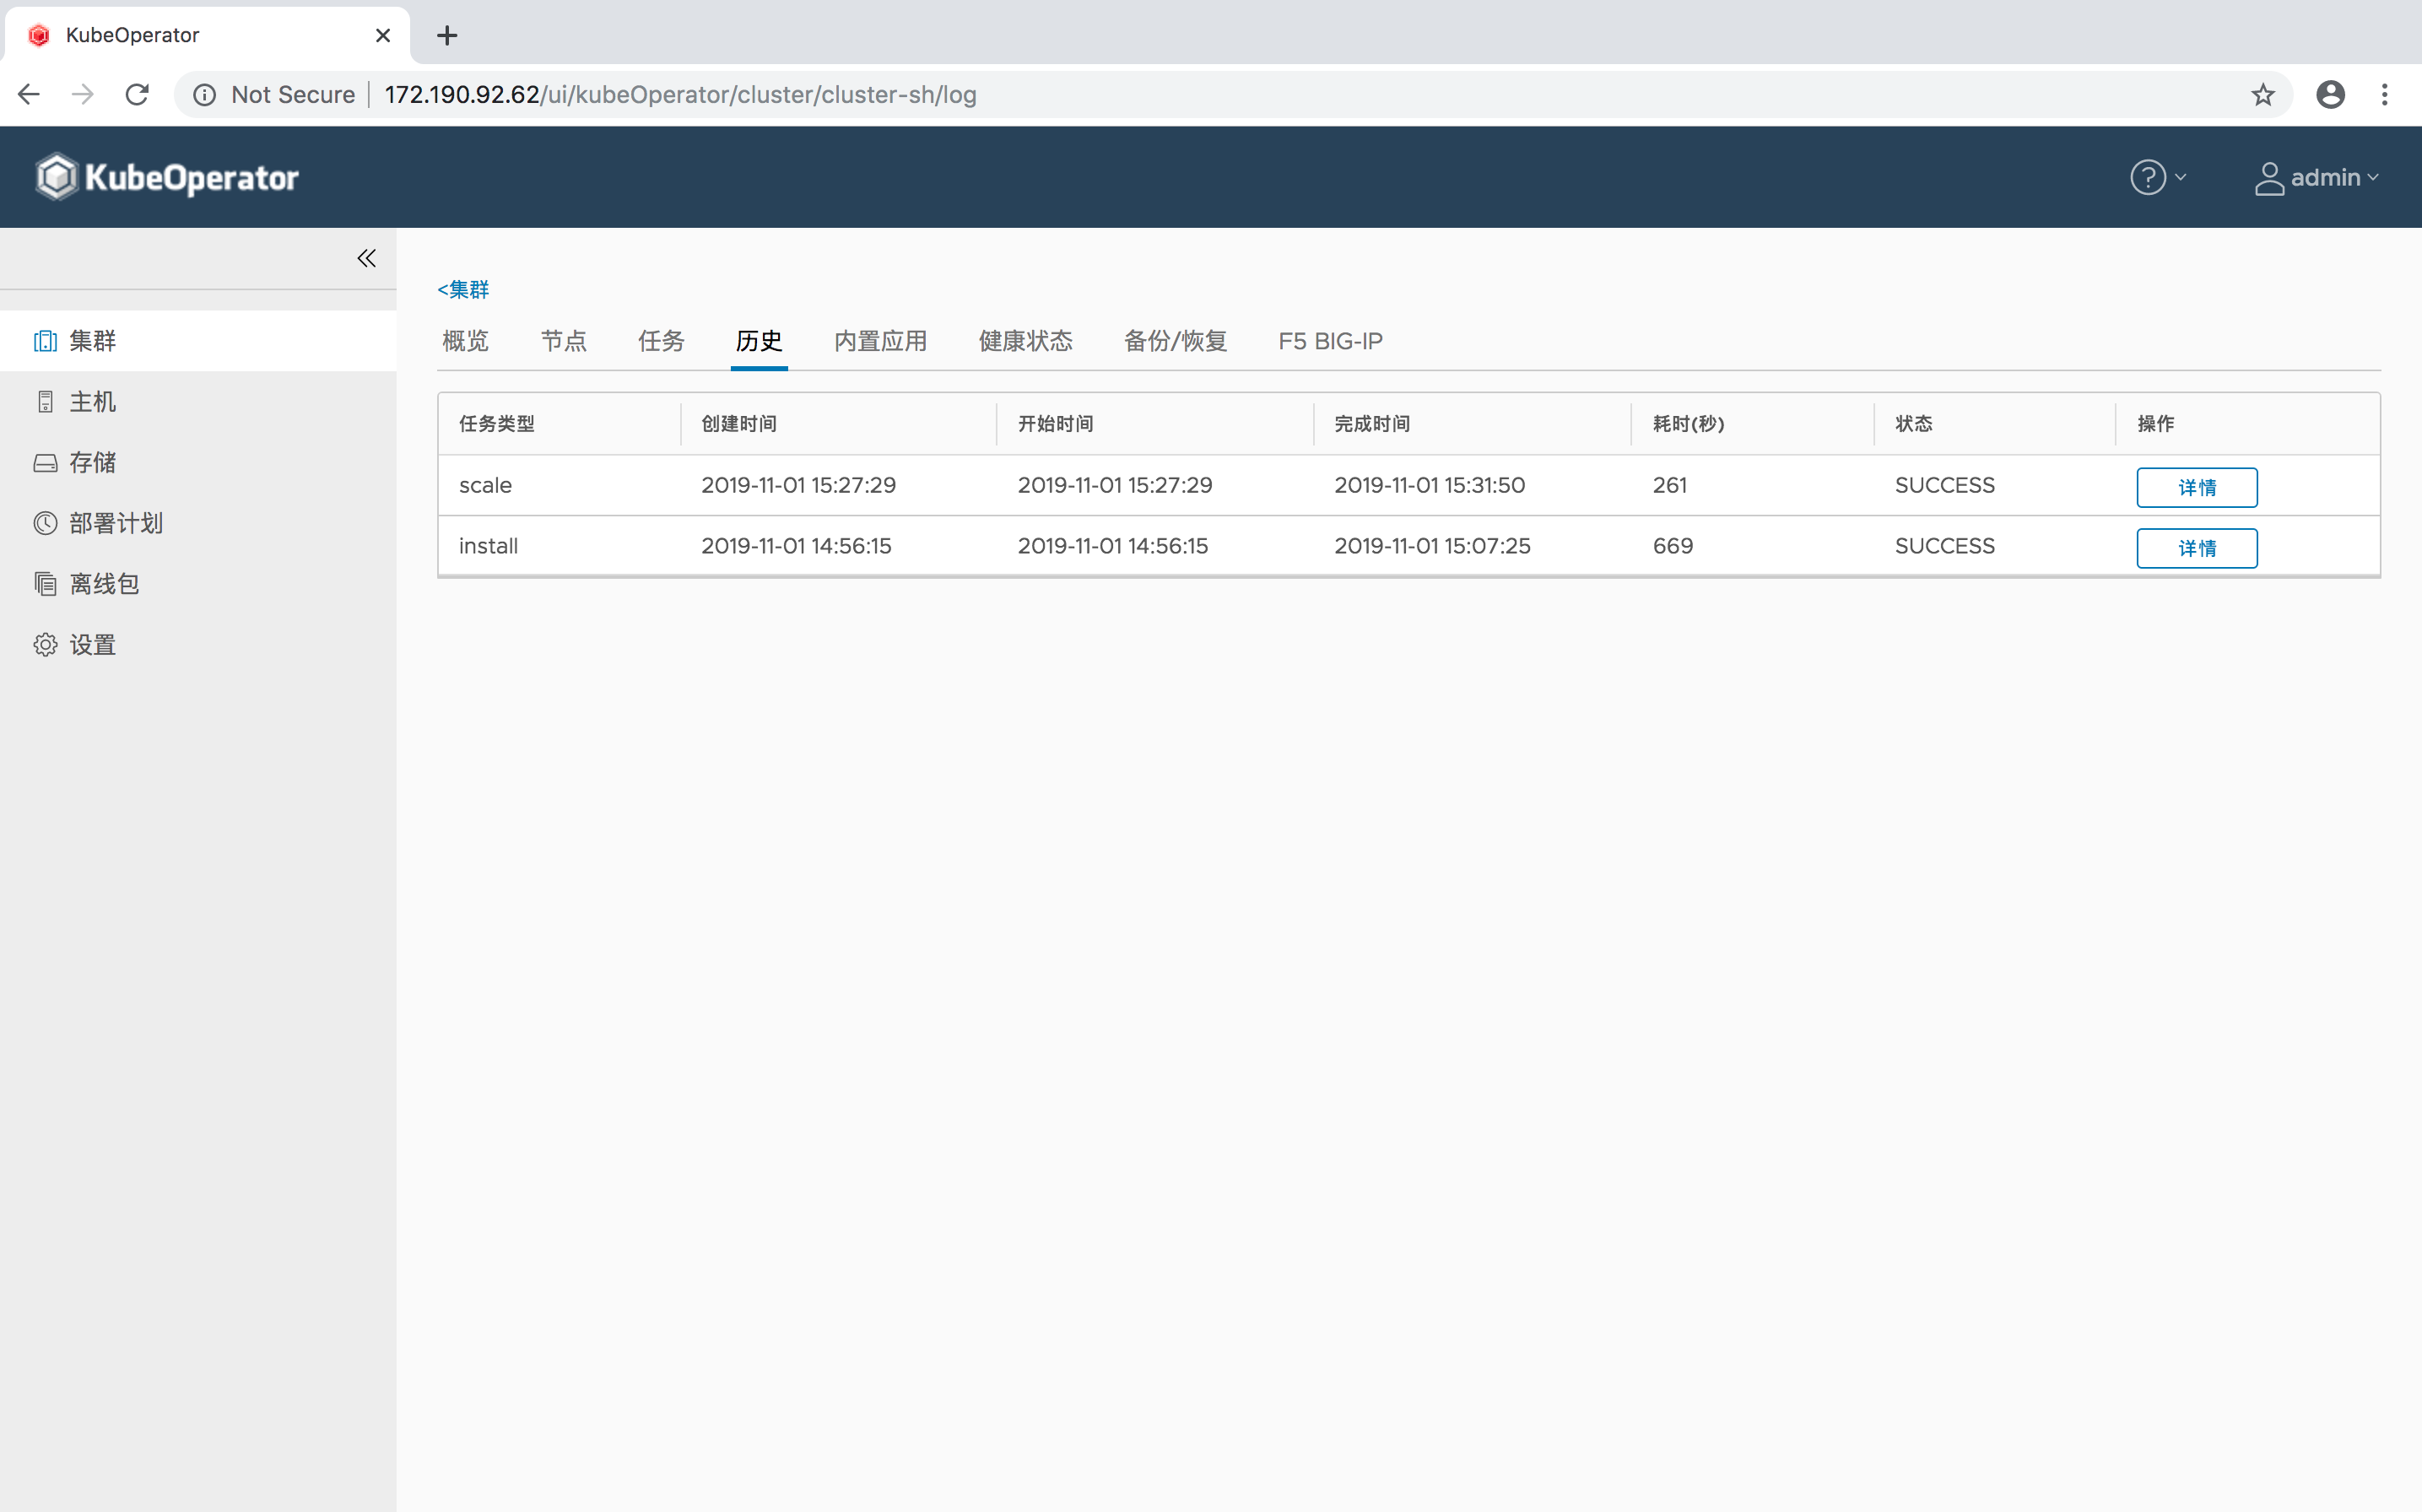 KubeOperator
Not Secure 172.190.92.62/ui/kubeOperator/cluster/cluster-sh/log
KubeOperator
admin
集群
主机
存储
部署计划
离线包
设置
<集群
概览 节点 任务 历史 内置应用 健康状态 备份/恢复 F5 BIG-IP
任务类型 创建时间 开始时间 完成时间 耗时(秒) 状态 操作
scale 2019-11-01 15:27:29 2019-11-01 15:27:29 2019-11-01 15:31:50 261 SUCCESS 详情
install 2019-11-01 14:56:15 2019-11-01 14:56:15 2019-11-01 15:07:25 669 SUCCESS 详情